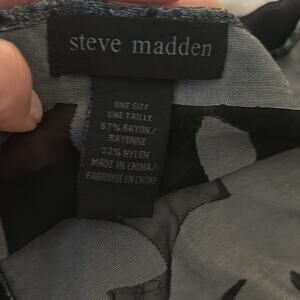 steve madden
ONE SIZE
UNE TAILLE
67% RAYON/
RAYONNE
33% NYLON
MADE IN CHINA/
FABRIQUÉ EN CHINE